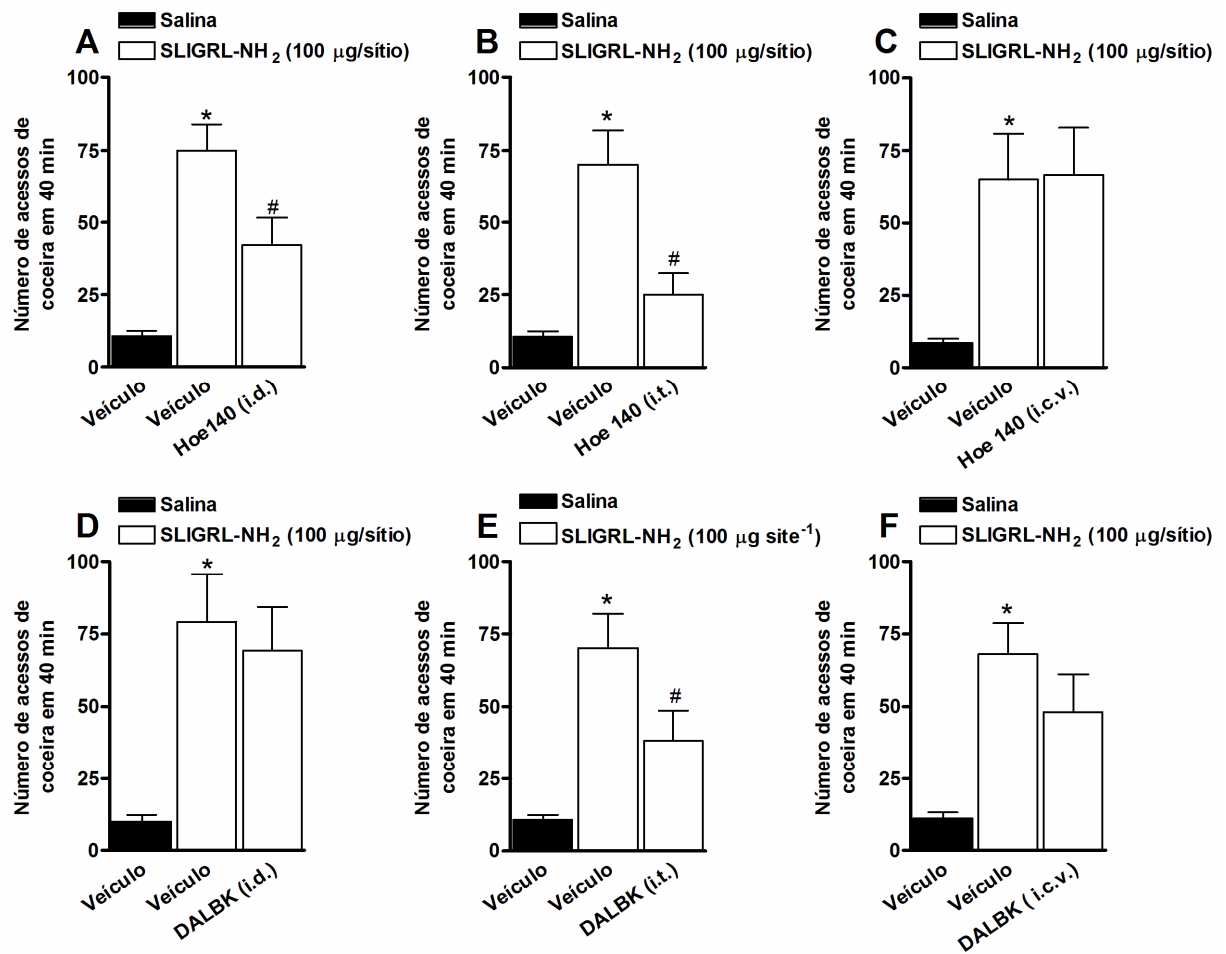 A
Salina
SLIGRL-NH2 (100 µg/sítio)
Número de acessos de
coceira em 40 min
100
75
50
25
0
*
#
Veículo
Veículo
Hoe140 (i.d.)
B
Salina
SLIGRL-NH2 (100 µg/sítio)
Número de acessos de
coceira em 40 min
100
75
50
25
0
*
#
Veículo
Veículo
Hoe 140 (i.t.)
C
Salina
SLIGRL-NH2 (100 µg/sítio)
Número de acessos de
coceira em 40 min
100
75
50
25
0
*
Veículo
Veículo
Hoe 140 (i.c.v.)
D
Salina
SLIGRL-NH2 (100 µg/sítio)
Número de acessos de
coceira em 40 min
100
75
50
25
0
*
Veículo
Veículo
DALBK (i.d.)
E
Salina
SLIGRL-NH2 (100 µg site-1)
Número de acessos de
coceira em 40 min
100
75
50
25
0
*
#
Veículo
Veículo
DALBK (i.t.)
F
Salina
SLIGRL-NH2 (100 µg/sítio)
Número de acessos de
coceira em 40 min
100
75
50
25
0
*
Veículo
Veículo
DALBK ( i.c.v.)